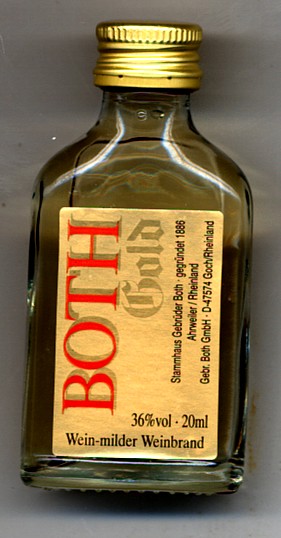 BOTH
Gold
Stammhaus Gebrüder Both · gegründet 1886
Ahrweiler / Rheinland
Gebr. Both GmbH · D-47574 Goch/Rheinland
36%vol · 20ml
Wein-milder Weinbrand